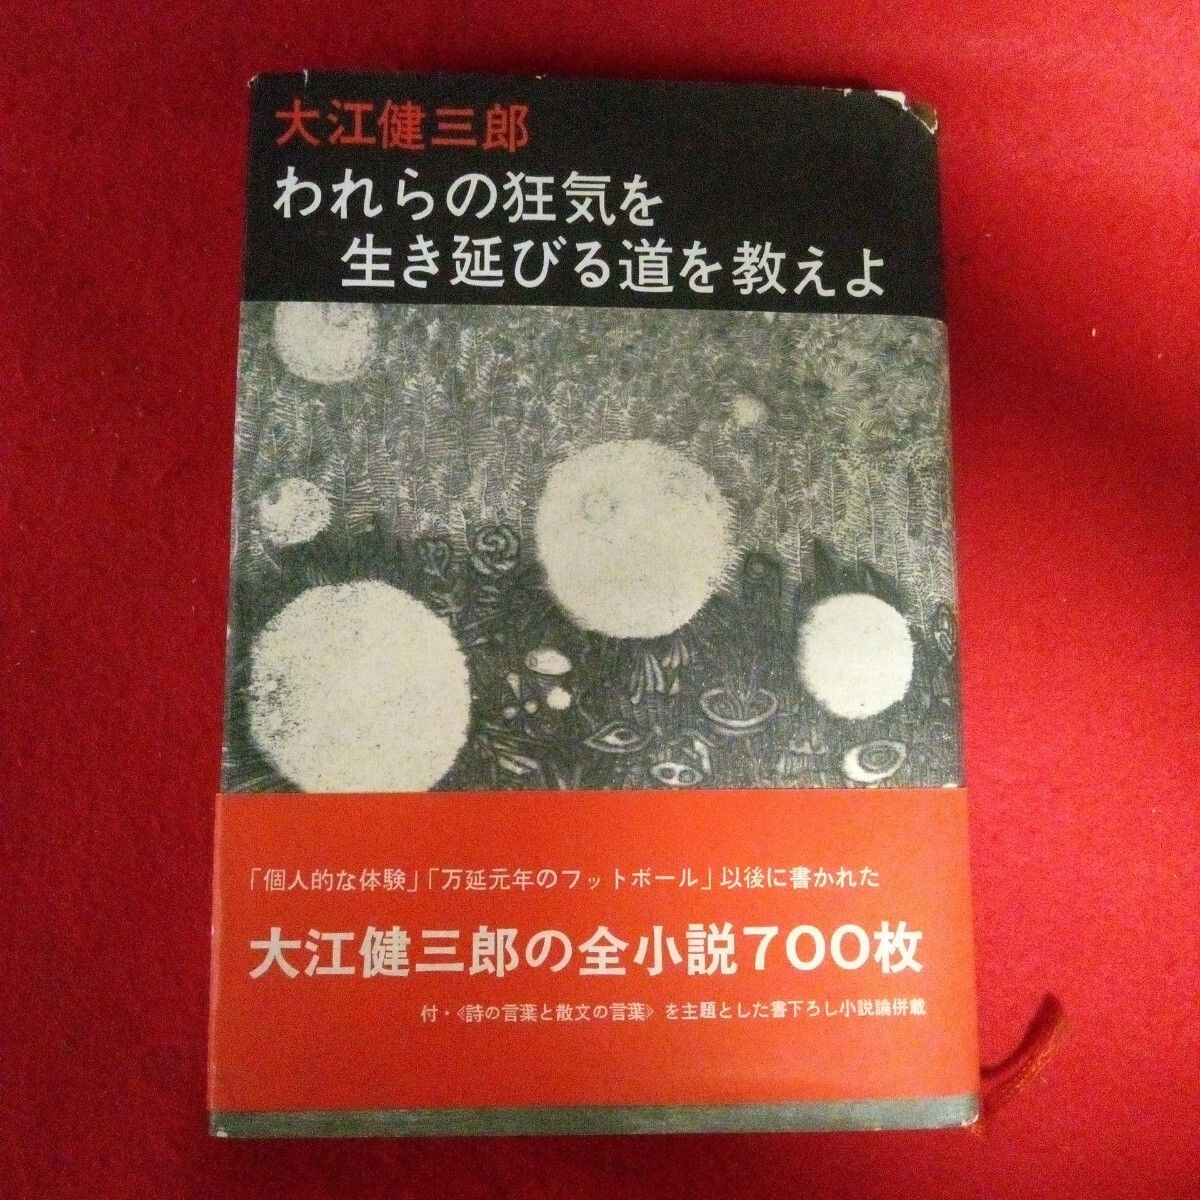 大江健三郎
われらの狂気を
生き延びる道を教えよ
「個人的な体験」「万延元年のフットボール」以後に書かれた
大江健三郎の全小説700枚
付・《詩の言葉と散文の言葉》を主題とした書下ろし小説論併載